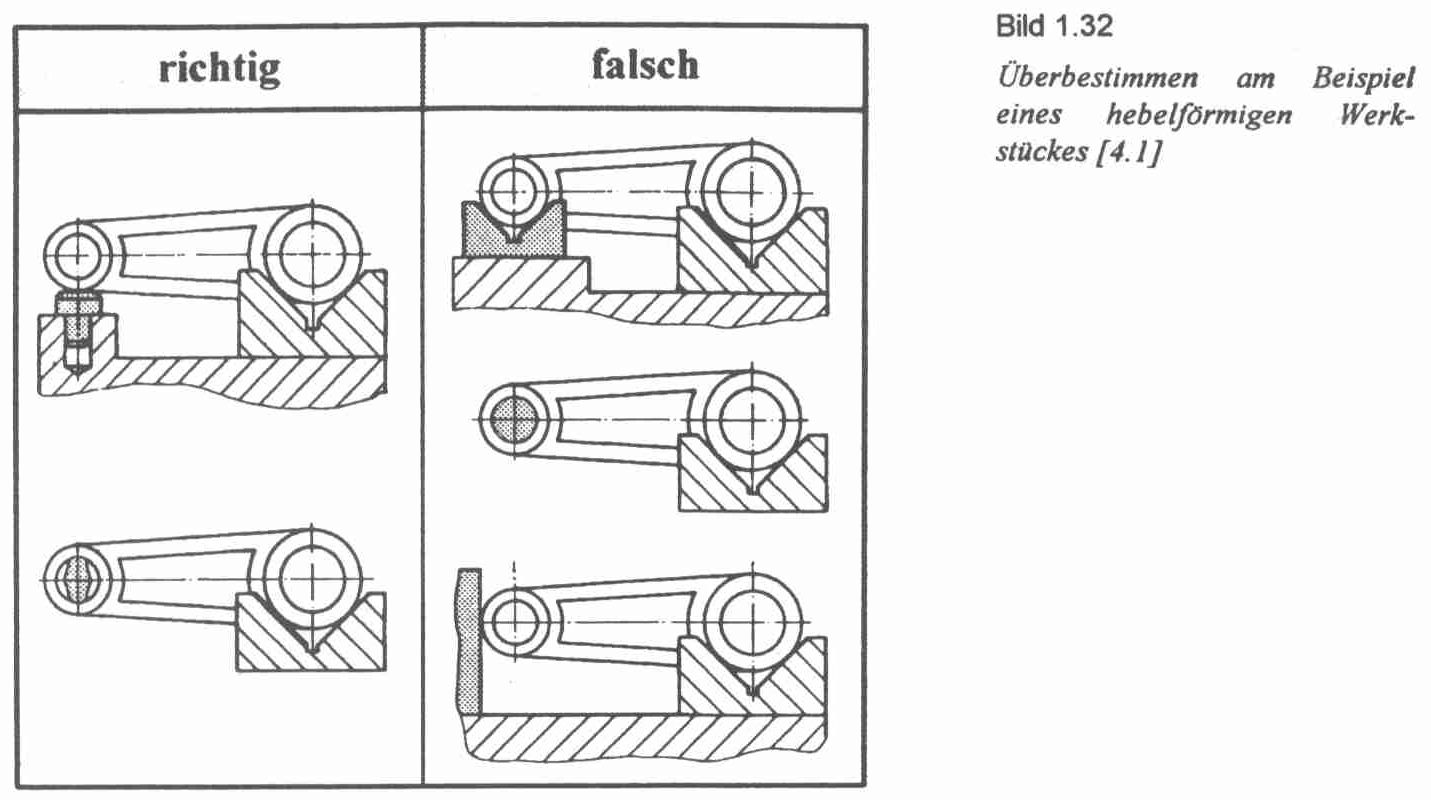 richtig
falsch
Bild 1.32
Überbestimmen am Beispiel
eines hebelförmigen Werk-
stückes [4.1]